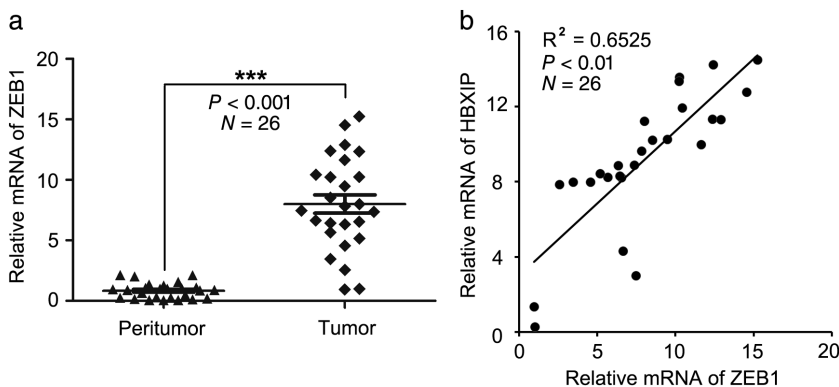 a
b
20
15
10
5
0
Relative mRNA of ZEB1
***
P < 0.001
N = 26
Peritumor
Tumor
16
12
8
4
0
Relative mRNA of HBXIP
R² = 0.6525
P < 0.01
N = 26
0
5
10
15
20
Relative mRNA of ZEB1